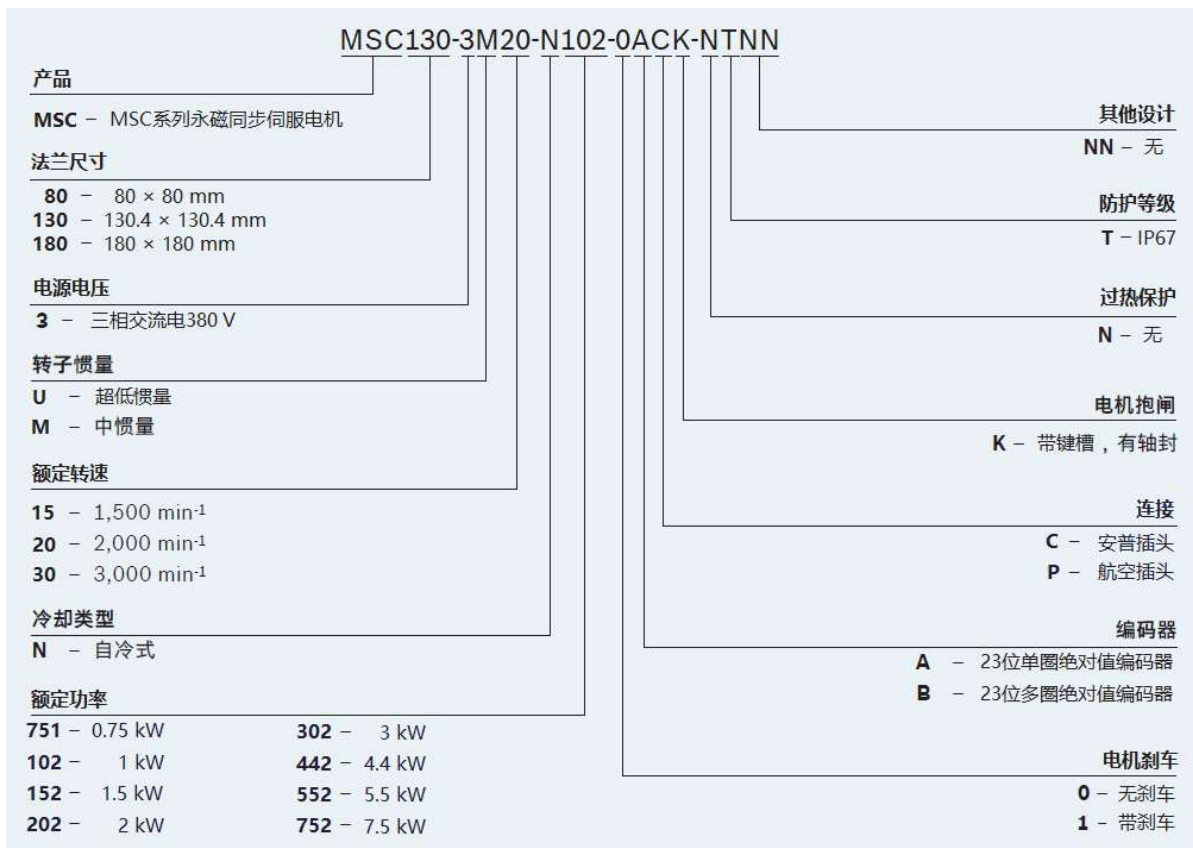 MSC130-3M20-N102-0ACK-NTNN
产品
MSC – MSC系列永磁同步伺服电机
法兰尺寸
80 – 80 × 80 mm
130 – 130.4 × 130.4 mm
180 – 180 × 180 mm
电源电压
3 – 三相交流电380 V
转子惯量
U – 超低惯量
M – 中惯量
额定转速
15 – 1,500 min-1
20 – 2,000 min-1
30 – 3,000 min-1
冷却类型
N – 自冷式
额定功率
751 – 0.75 kW
102 – 1 kW
152 – 1.5 kW
202 – 2 kW
302 – 3 kW
442 – 4.4 kW
552 – 5.5 kW
752 – 7.5 kW
其他设计
NN – 无
防护等级
T – IP67
过热保护
N – 无
电机抱闸
K – 带键槽，有轴封
连接
C – 安普插头
P – 航空插头
编码器
A – 23位单圈绝对值编码器
B – 23位多圈绝对值编码器
电机刹车
0 – 无刹车
1 – 带刹车